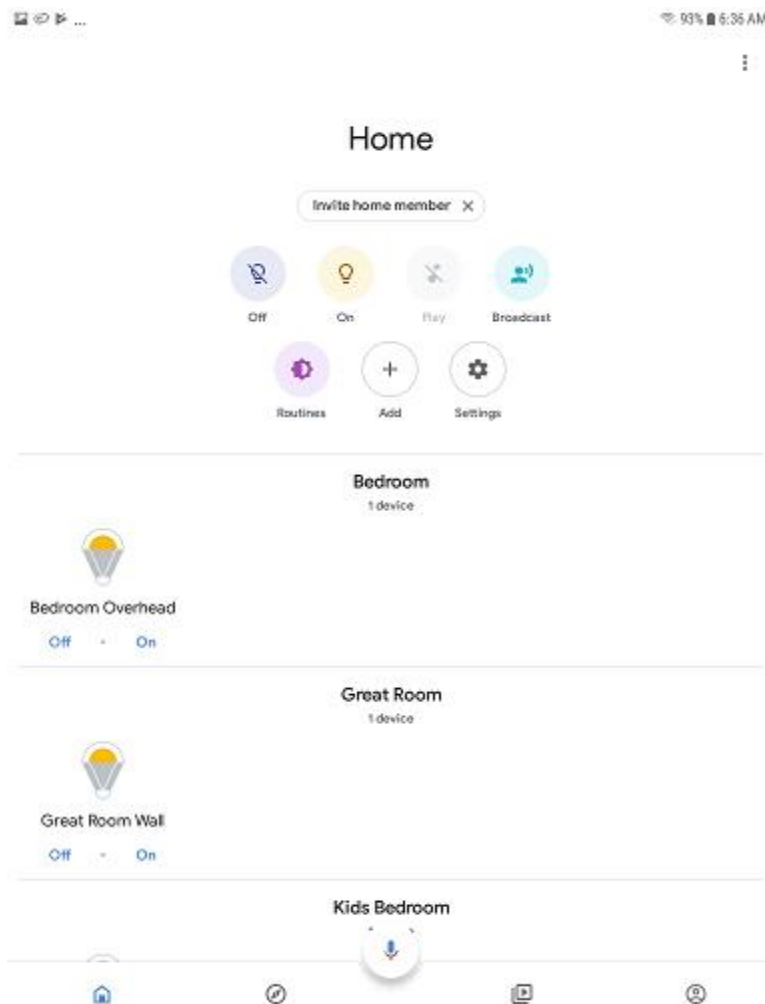 ... 93% 6:36 AM
Home
Invite home member
Off On Play Broadcast
Routines Add Settings
Bedroom
1 device
Bedroom Overhead
Off - On
Great Room
1 device
Great Room Wall
Off - On
Kids Bedroom